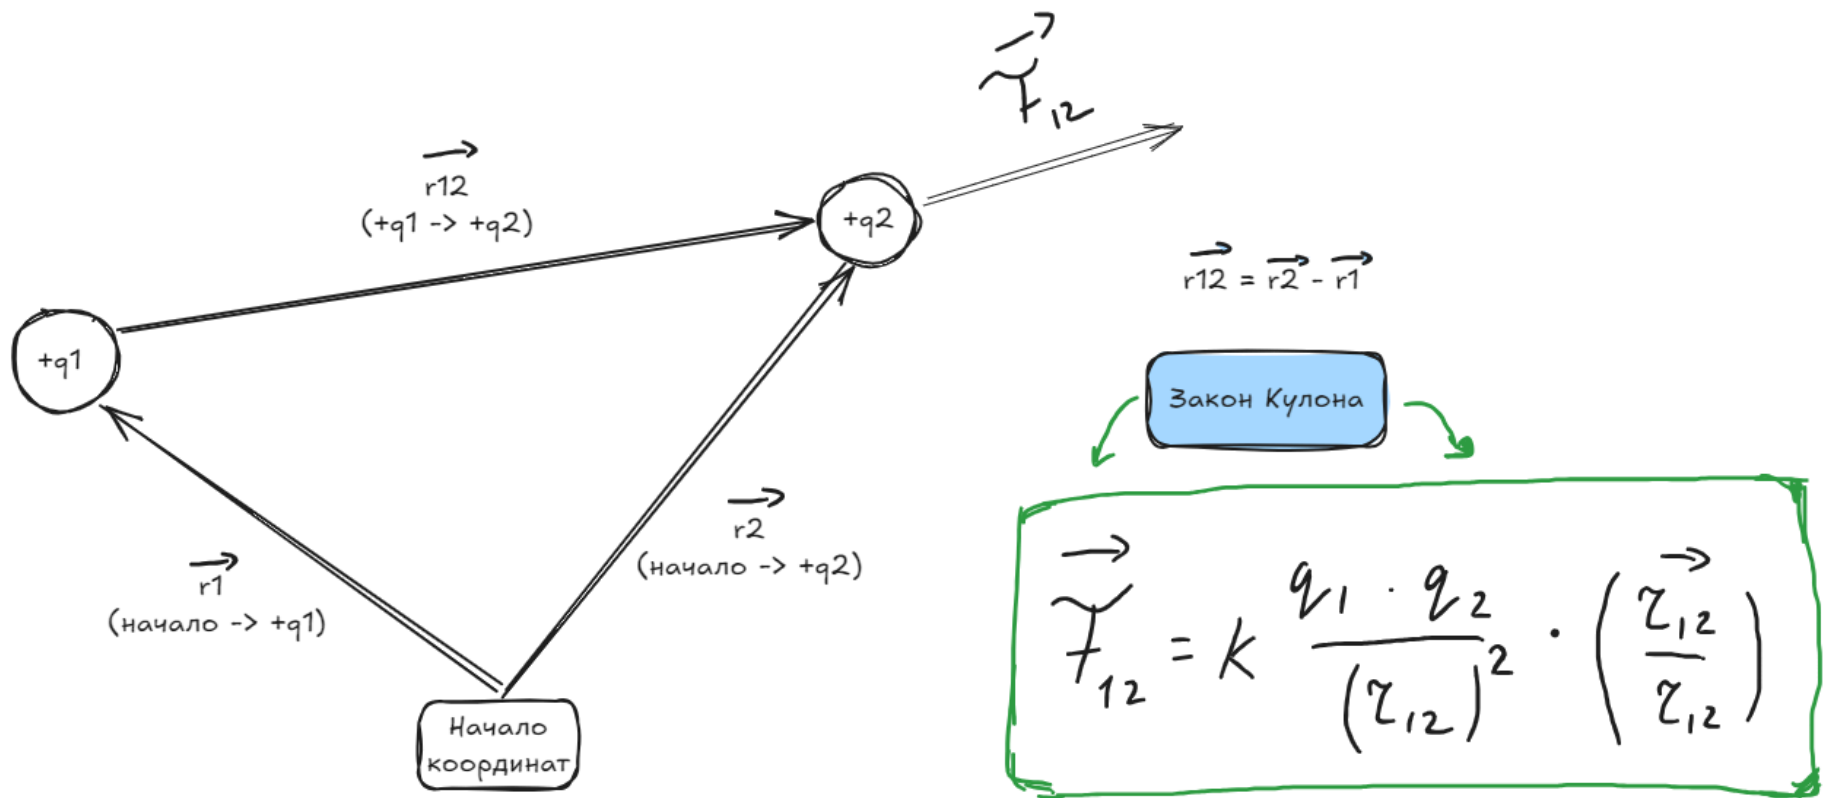 F₁₂
r12
(+q1 -> +q2)
+q2
r12 = r2 - r1
+q1
Закон Кулона
r2
(начало -> +q2)
r1
(начало -> +q1)
F₁₂ = k q₁ · q₂ / (r₁₂)² · (r₁₂ / r₁₂)
Начало
координат